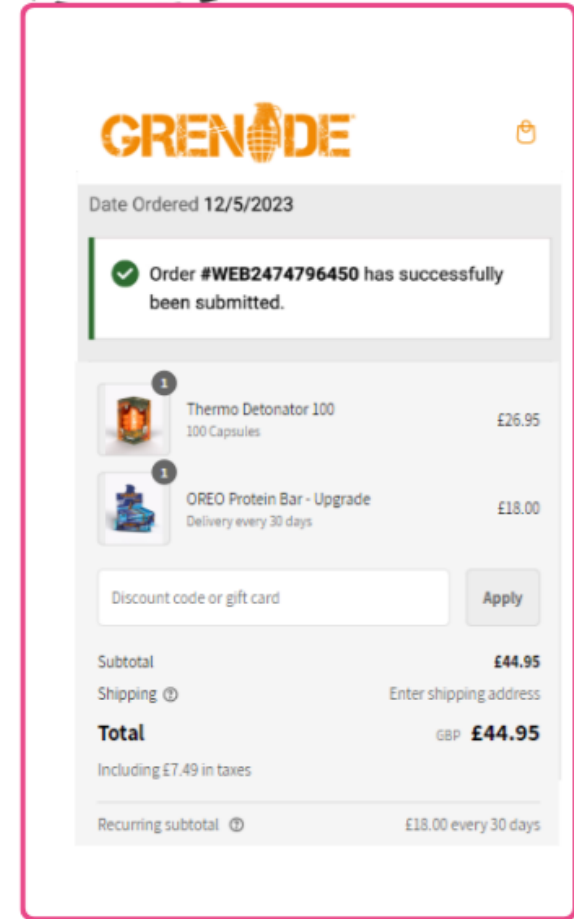 GRENADE
Date Ordered 12/5/2023
Order #WEB2474796450 has successfully
been submitted.
1
Thermo Detonator 100
100 Capsules
£26.95
1
OREO Protein Bar - Upgrade
Delivery every 30 days
£18.00
Discount code or gift card
Apply
Subtotal £44.95
Shipping ? Enter shipping address
Total GBP £44.95
Including £7.49 in taxes
Recurring subtotal ? £18.00 every 30 days